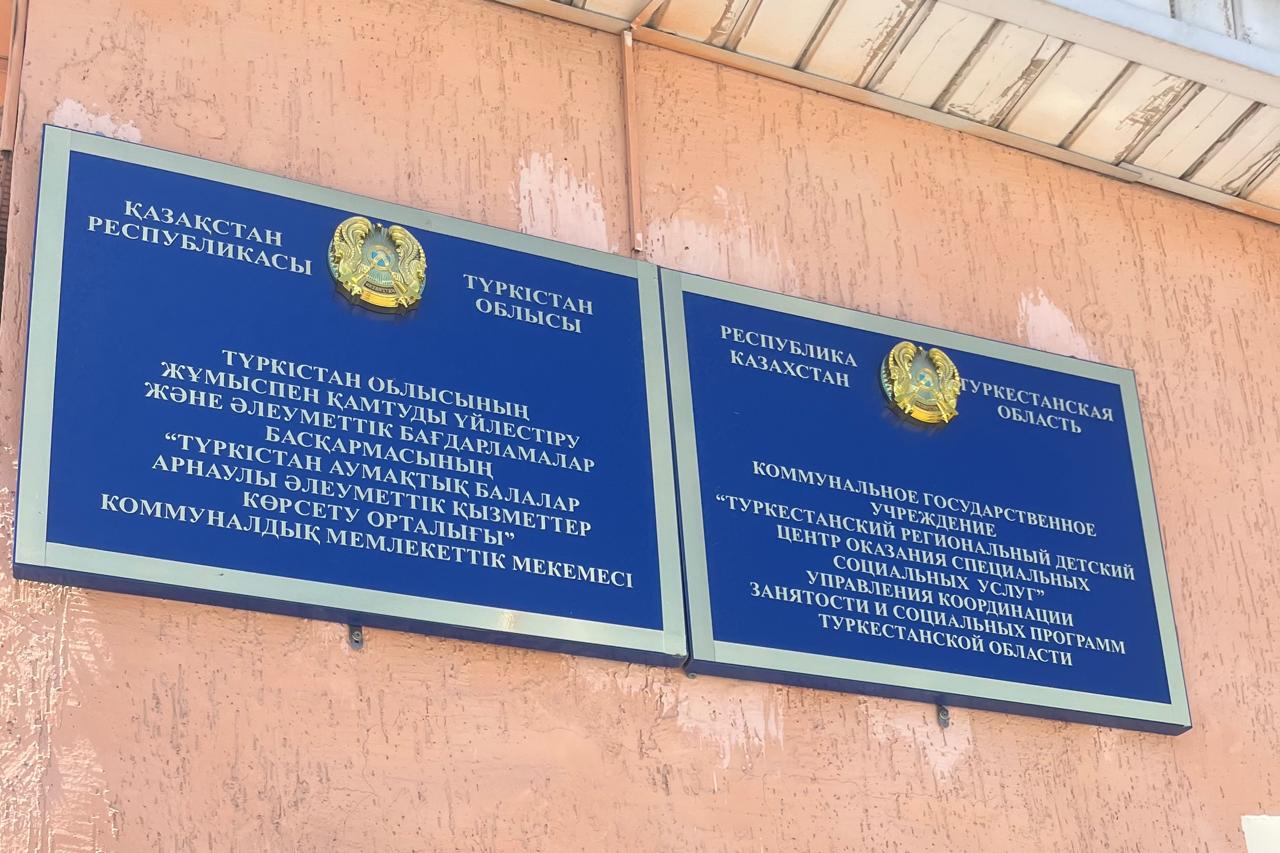 ҚАЗАҚСТАН
РЕСПУБЛИКАСЫ
ТҮРКІСТАН
ОБЛЫСЫ
ТҮРКІСТАН ОЬЛЫСЫНЫҢ
ЖҰМЫСПЕН ҚАМТУДЫ ҮЙЛЕСТІРУ
ЖӘНЕ ӘЛЕУМЕТТІК БАҒДАРЛАМАЛАР
БАСҚАРМАСЫНЫҢ
“ТҮРКІСТАН АУМАҚТЫҚ БАЛАЛАР
АРНАУЛЫ ӘЛЕУМЕТТІК ҚЫЗМЕТТЕР
КӨРСЕТУ ОРТАЛЫҒЫ”
КОММУНАЛДЫҚ МЕМЛЕКЕТТІК МЕКЕМЕСІ
РЕСПУБЛИКА
КАЗАХСТАН
ТУРКЕСТАНСКАЯ
ОБЛАСТЬ
КОММУНАЛЬНОЕ ГОСУДАРСТВЕННОЕ
УЧРЕЖДЕНИЕ
“ТУРКЕСТАНСКИЙ РЕГИОНАЛЬНЫЙ ДЕТСКИЙ
ЦЕНТР ОКАЗАНИЯ СПЕЦИАЛЬНЫХ
СОЦИАЛЬНЫХ УСЛУГ”
УПРАВЛЕНИЯ КООРДИНАЦИИ
ЗАНЯТОСТИ И СОЦИАЛЬНЫХ ПРОГРАММ
ТУРКЕСТАНСКОЙ ОБЛАСТИ